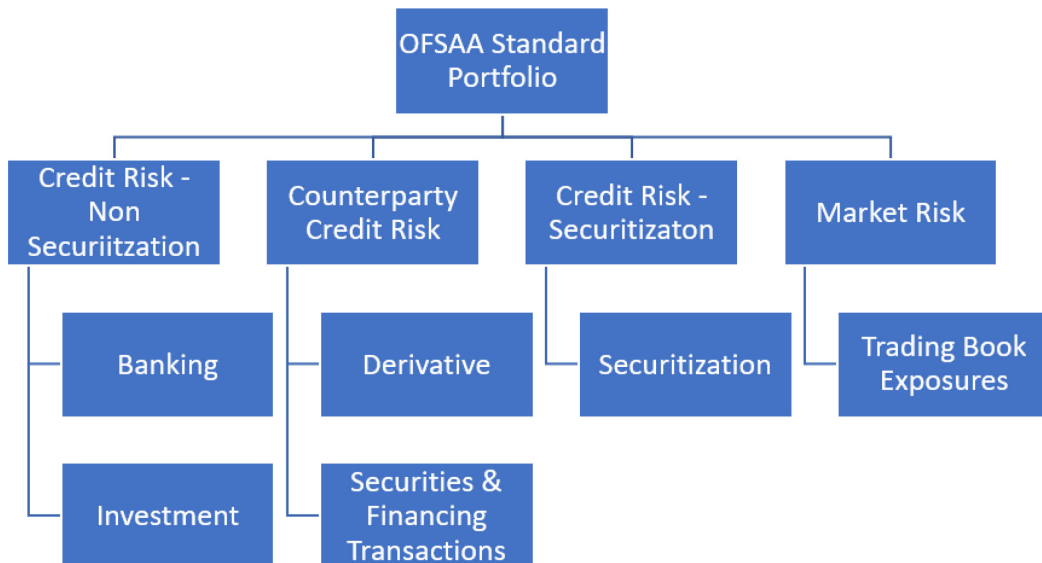 OFSAA Standard
Portfolio
Credit Risk -
Non
Securiitzation
Counterparty
Credit Risk
Credit Risk -
Securitizaton
Market Risk
Banking
Derivative
Securitization
Trading Book
Exposures
Investment
Securities &
Financing
Transactions